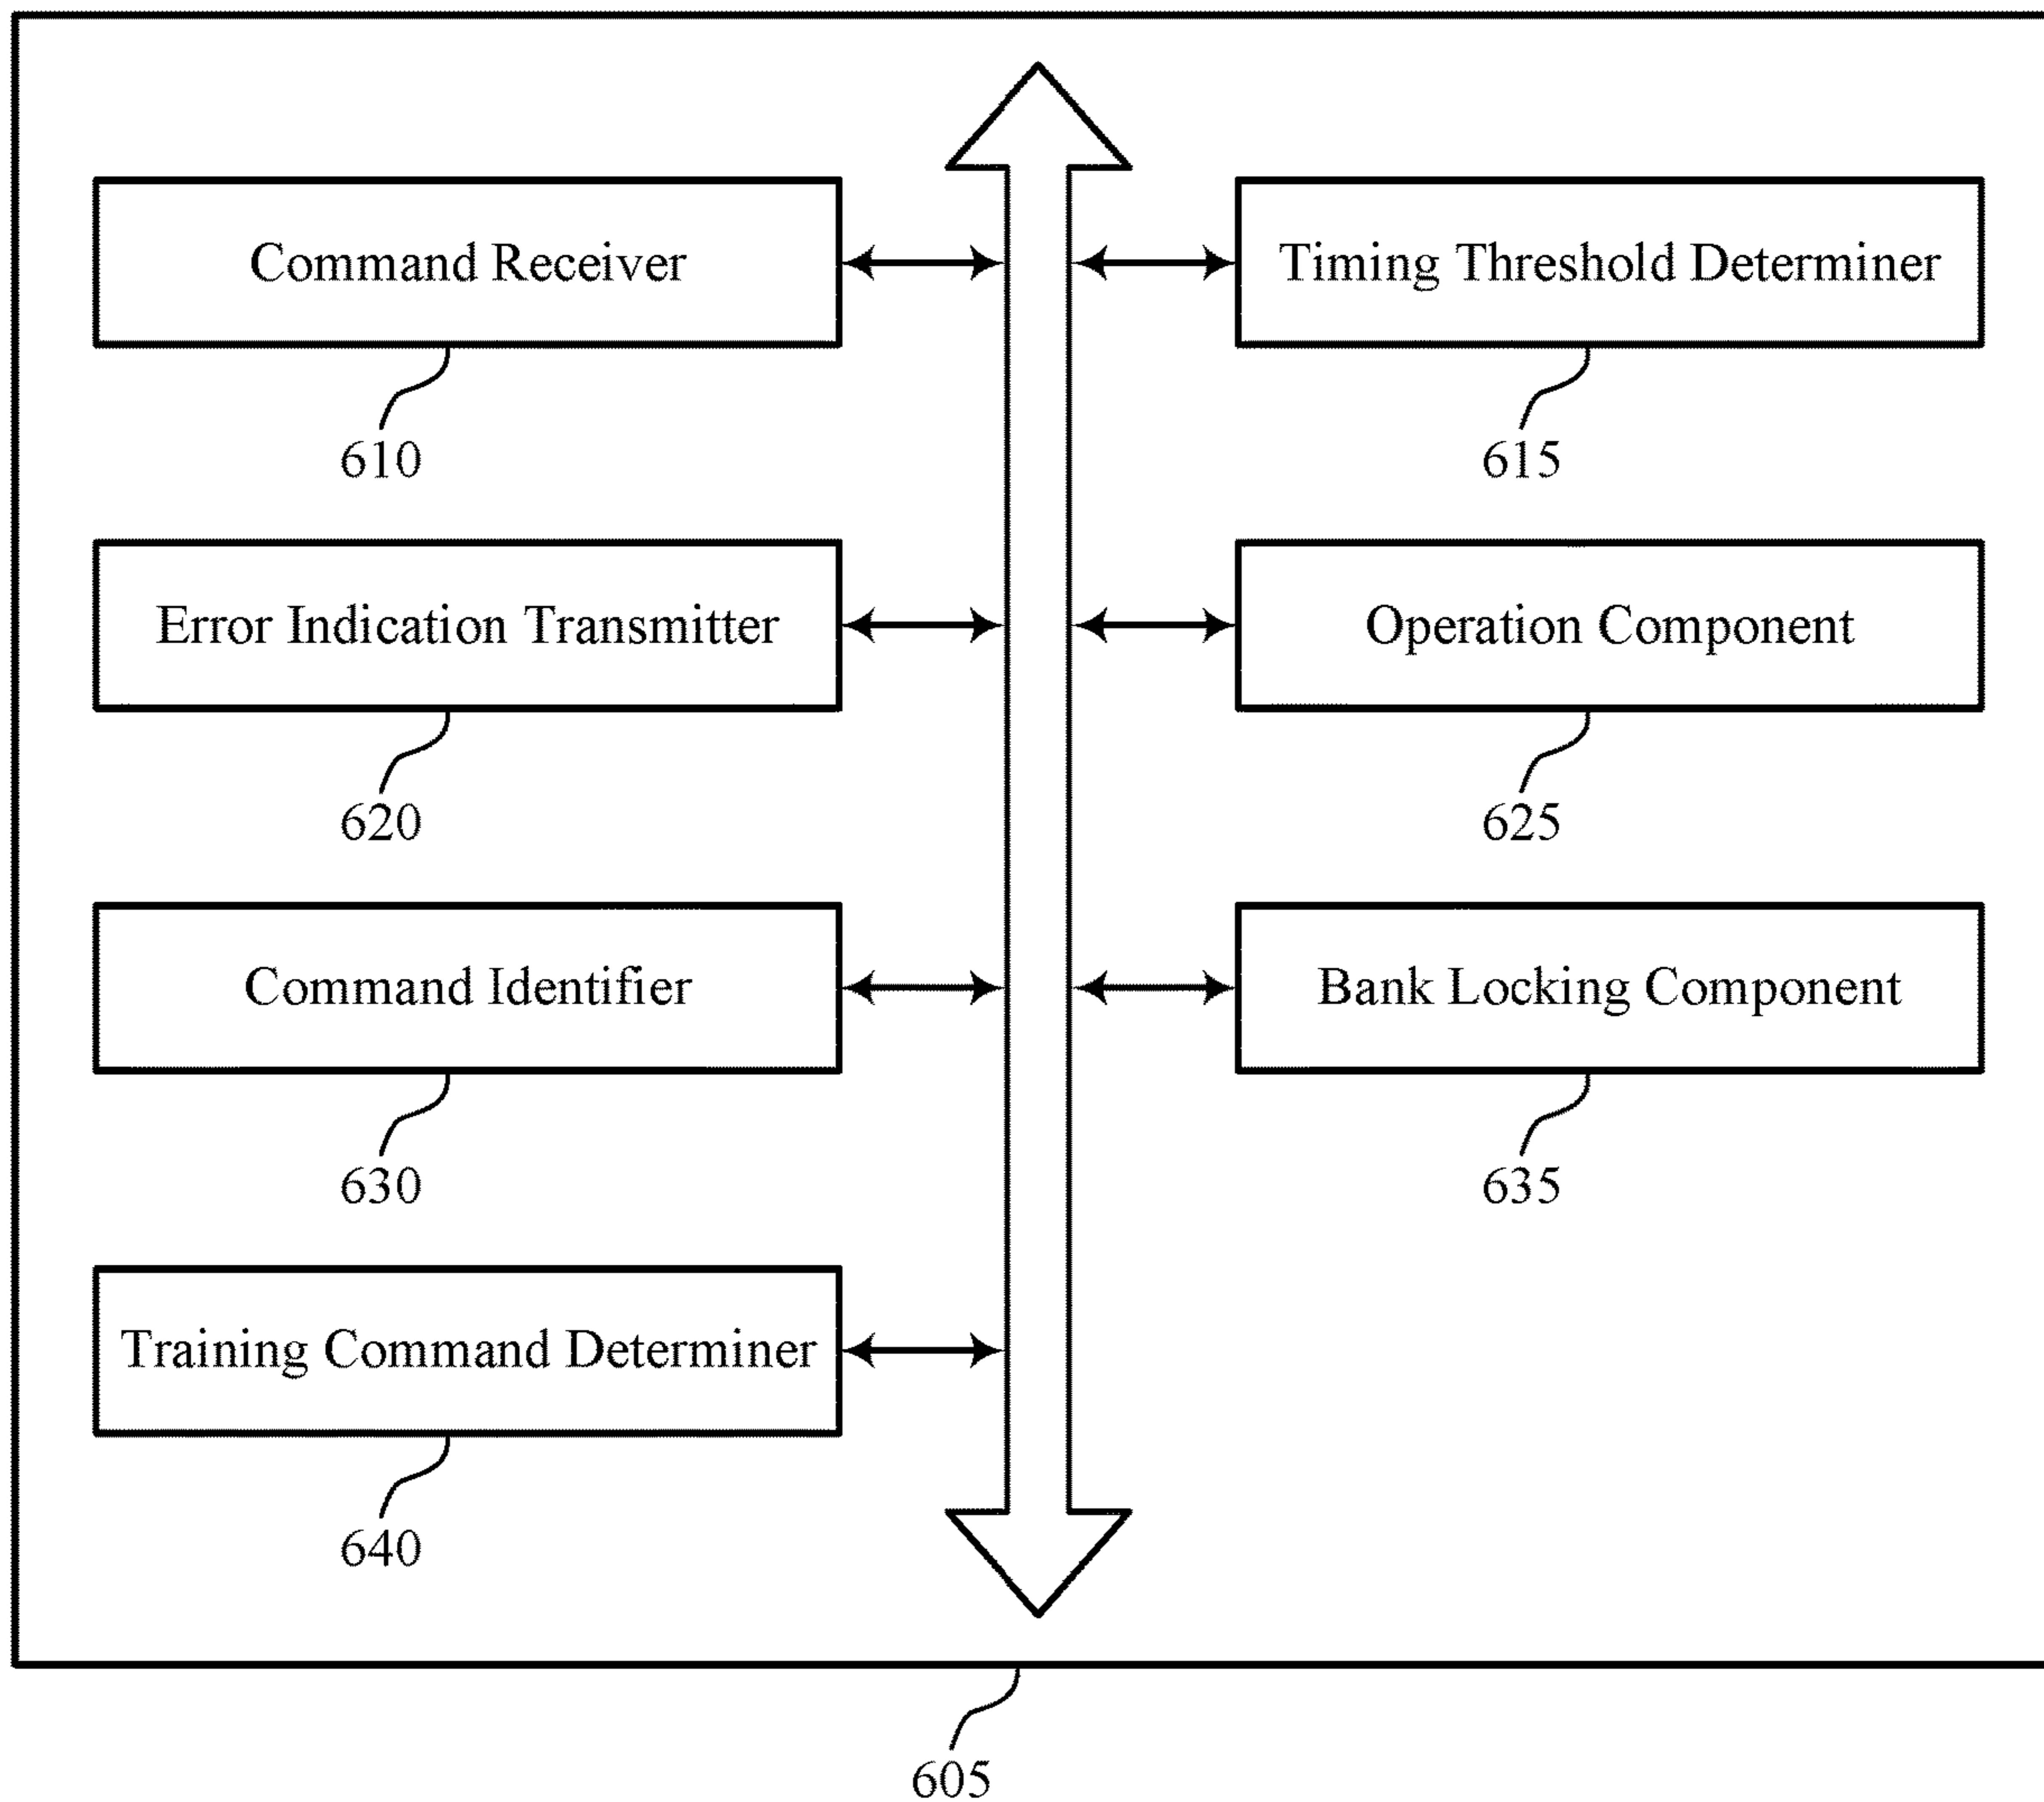 Command Receiver
Timing Threshold Determiner
610
615
Error Indication Transmitter
Operation Component
620
625
Command Identifier
Bank Locking Component
630
635
Training Command Determiner
640
605